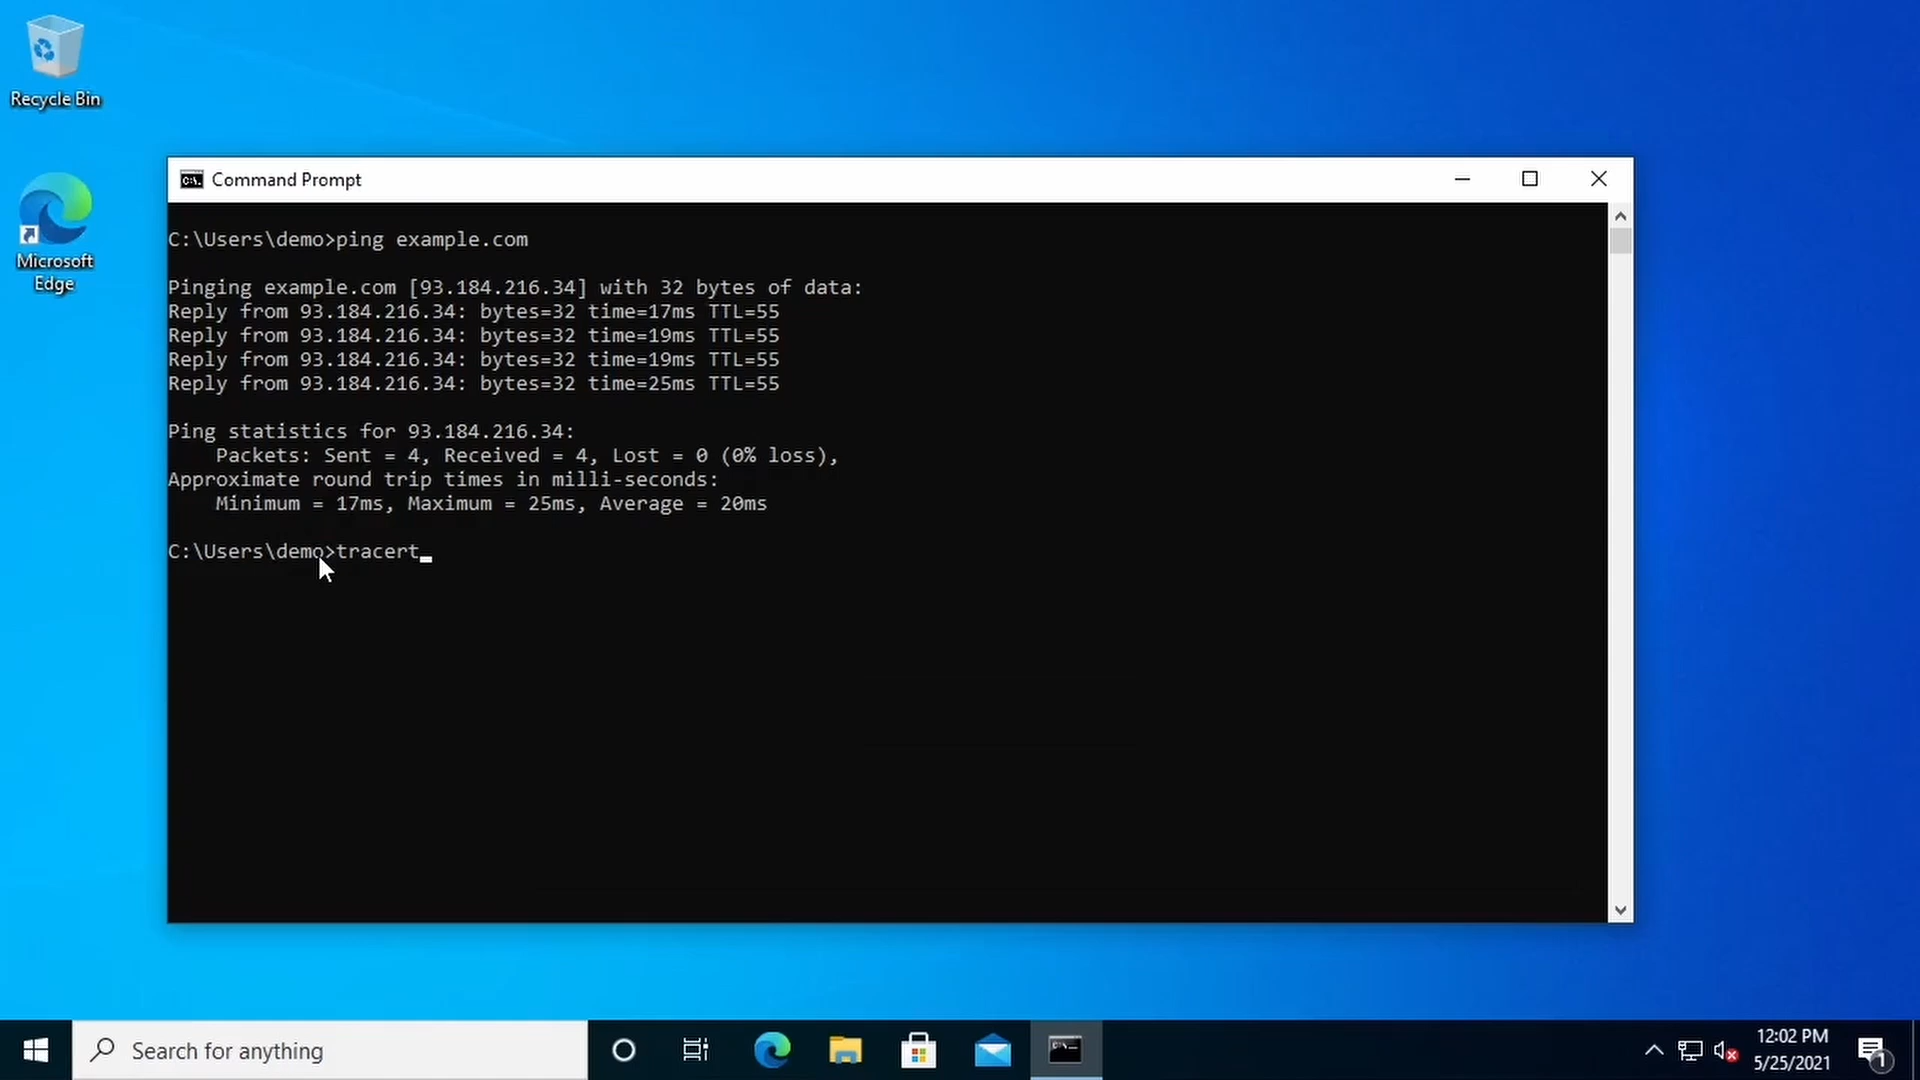 Recycle Bin
Microsoft
Edge
Command Prompt
C:\Users\demo>ping example.com
Pinging example.com [93.184.216.34] with 32 bytes of data:
Reply from 93.184.216.34: bytes=32 time=17ms TTL=55
Reply from 93.184.216.34: bytes=32 time=19ms TTL=55
Reply from 93.184.216.34: bytes=32 time=19ms TTL=55
Reply from 93.184.216.34: bytes=32 time=25ms TTL=55
Ping statistics for 93.184.216.34:
    Packets: Sent = 4, Received = 4, Lost = 0 (0% loss),
Approximate round trip times in milli-seconds:
    Minimum = 17ms, Maximum = 25ms, Average = 20ms
C:\Users\demo>tracert_
Search for anything
12:02 PM
5/25/2021
1